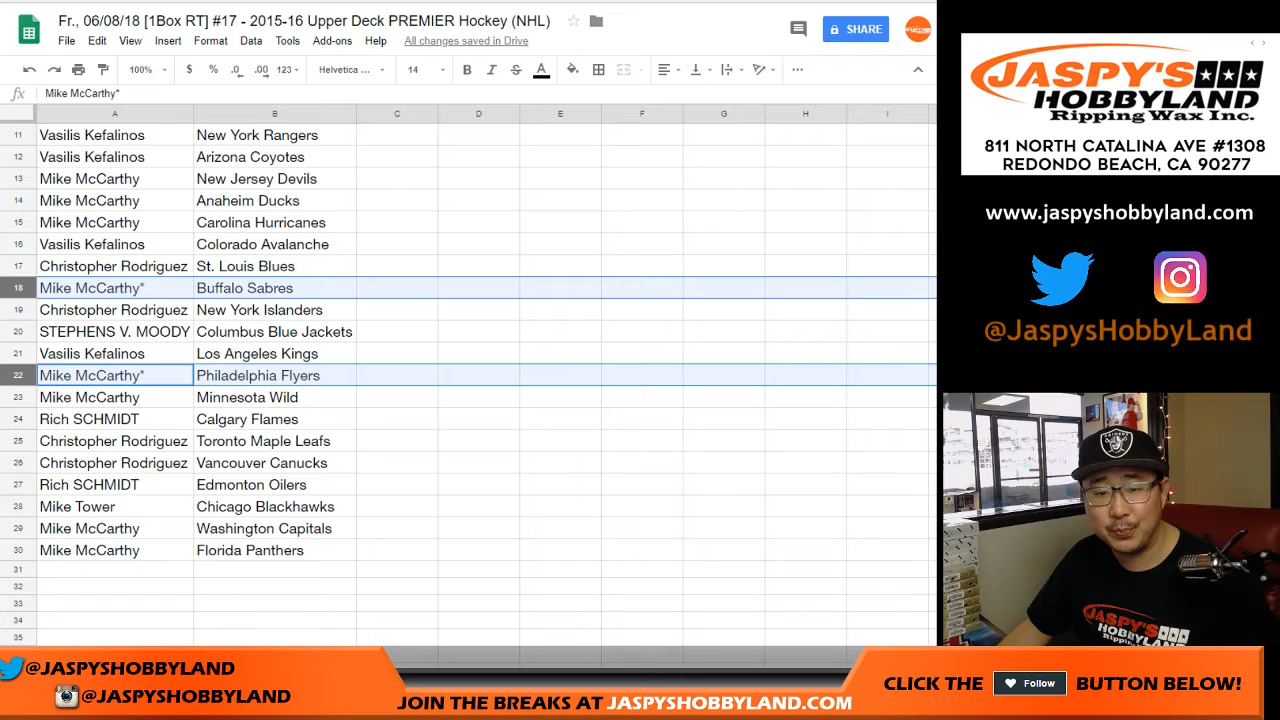 Fr., 06/08/18 [1Box RT] #17 - 2015-16 Upper Deck PREMIER Hockey (NHL)
File Edit View Insert Format Data Tools Add-ons Help All changes saved in Drive
SHARE
100% $ % .0 .00 123 Helvetica ... 14 B I S A
fx Mike McCarthy*
A B C D E F G H I
11 Vasilis Kefalinos New York Rangers
12 Vasilis Kefalinos Arizona Coyotes
13 Mike McCarthy New Jersey Devils
14 Mike McCarthy Anaheim Ducks
15 Mike McCarthy Carolina Hurricanes
16 Vasilis Kefalinos Colorado Avalanche
17 Christopher Rodriguez St. Louis Blues
18 Mike McCarthy* Buffalo Sabres
19 Christopher Rodriguez New York Islanders
20 STEPHENS V. MOODY Columbus Blue Jackets
21 Vasilis Kefalinos Los Angeles Kings
22 Mike McCarthy* Philadelphia Flyers
23 Mike McCarthy Minnesota Wild
24 Rich SCHMIDT Calgary Flames
25 Christopher Rodriguez Toronto Maple Leafs
26 Christopher Rodriguez Vancouver Canucks
27 Rich SCHMIDT Edmonton Oilers
28 Mike Tower Chicago Blackhawks
29 Mike McCarthy Washington Capitals
30 Mike McCarthy Florida Panthers
31
32
33
34
35
JASPY'S
HOBBYLAND
Ripping Wax Inc.
811 NORTH CATALINA AVE #1308
REDONDO BEACH, CA 90277
www.jaspyshobbyland.com
@JaspysHobbyLand
RAIDERS
JASPY'S
HOBBYLAND
@JASPYSHOBBYLAND
@JASPYSHOBBYLAND
JOIN THE BREAKS AT JASPYSHOBBYLAND.COM
CLICK THE Follow BUTTON BELOW!